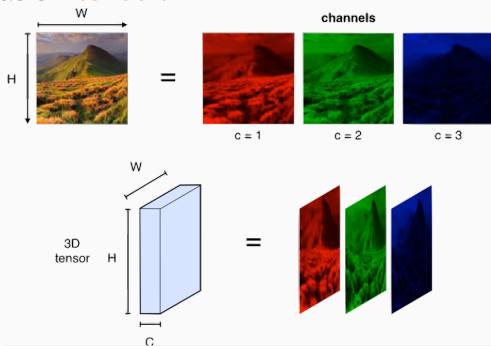 W
channels
H
=
c = 1
c = 2
c = 3
W
3D
tensor
H
=
C